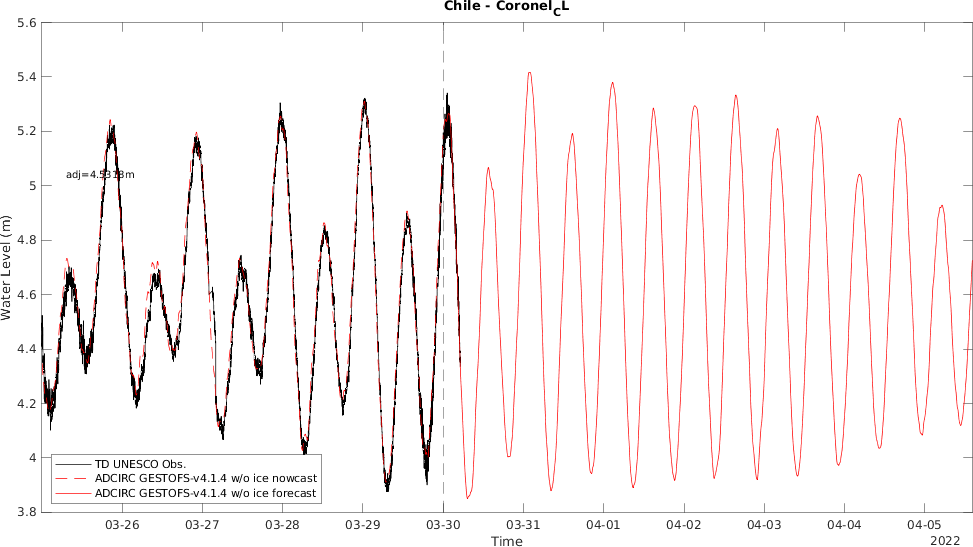 Chile - Coronel_CL
5.6
5.4
5.2
5
4.8
4.6
4.4
4.2
4
3.8
Water Level (m)
adj=4.5313m
TD UNESCO Obs.
ADCIRC GESTOFS-v4.1.4 w/o ice nowcast
ADCIRC GESTOFS-v4.1.4 w/o ice forecast
03-26 03-27 03-28 03-29 03-30 03-31 04-01 04-02 04-03 04-04 04-05
Time
2022